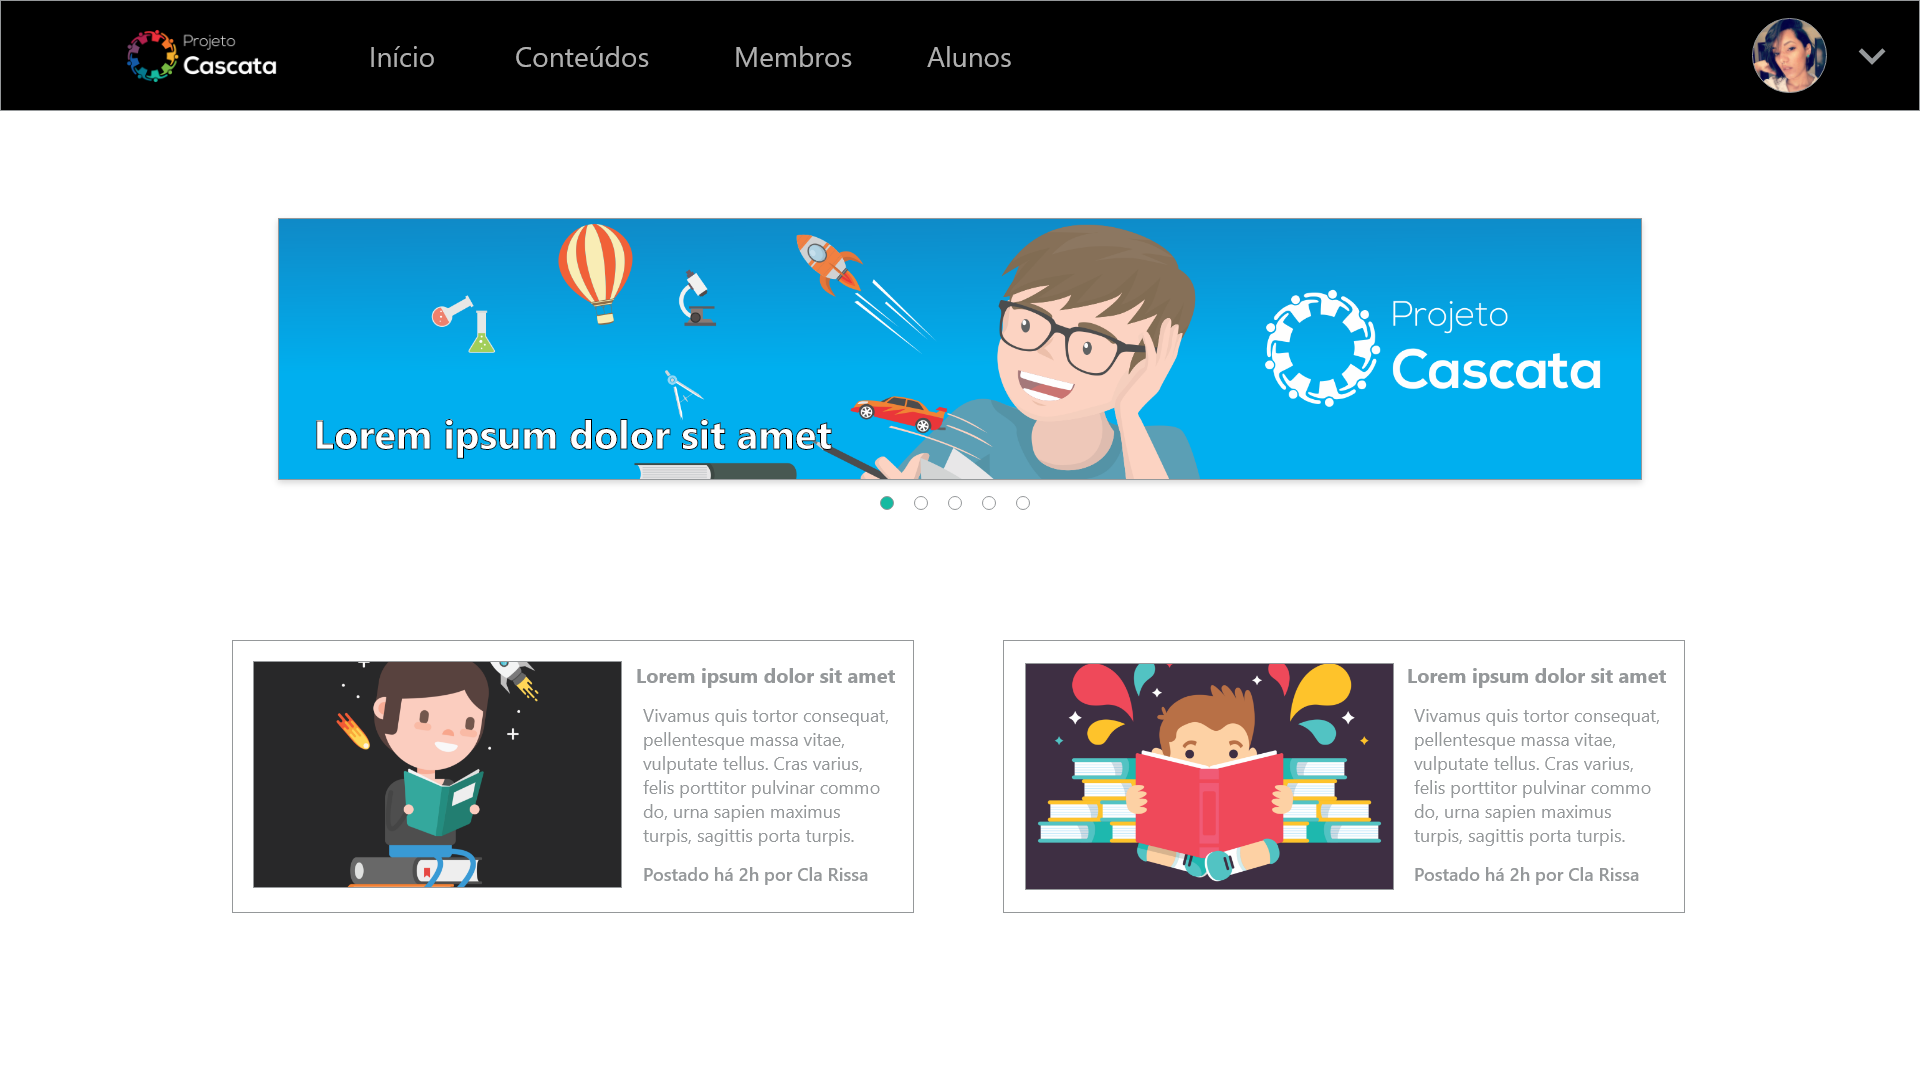 Projeto
Cascata
Início
Conteúdos
Membros
Alunos
Projeto
Cascata
Lorem ipsum dolor sit amet
Lorem ipsum dolor sit amet
Vivamus quis tortor consequat,
pellentesque massa vitae,
vulputate tellus. Cras varius,
felis porttitor pulvinar commo
do, urna sapien maximus
turpis, sagittis porta turpis.
Postado há 2h por Cla Rissa
Lorem ipsum dolor sit amet
Vivamus quis tortor consequat,
pellentesque massa vitae,
vulputate tellus. Cras varius,
felis porttitor pulvinar commo
do, urna sapien maximus
turpis, sagittis porta turpis.
Postado há 2h por Cla Rissa